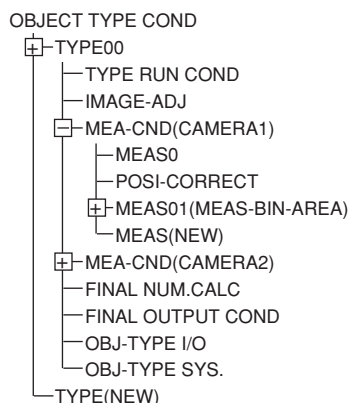 OBJECT TYPE COND
TYPE00
TYPE RUN COND
IMAGE-ADJ
MEA-CND(CAMERA1)
MEAS0
POSI-CORRECT
MEAS01(MEAS-BIN-AREA)
MEAS(NEW)
MEA-CND(CAMERA2)
FINAL NUM.CALC
FINAL OUTPUT COND
OBJ-TYPE I/O
OBJ-TYPE SYS.
TYPE(NEW)